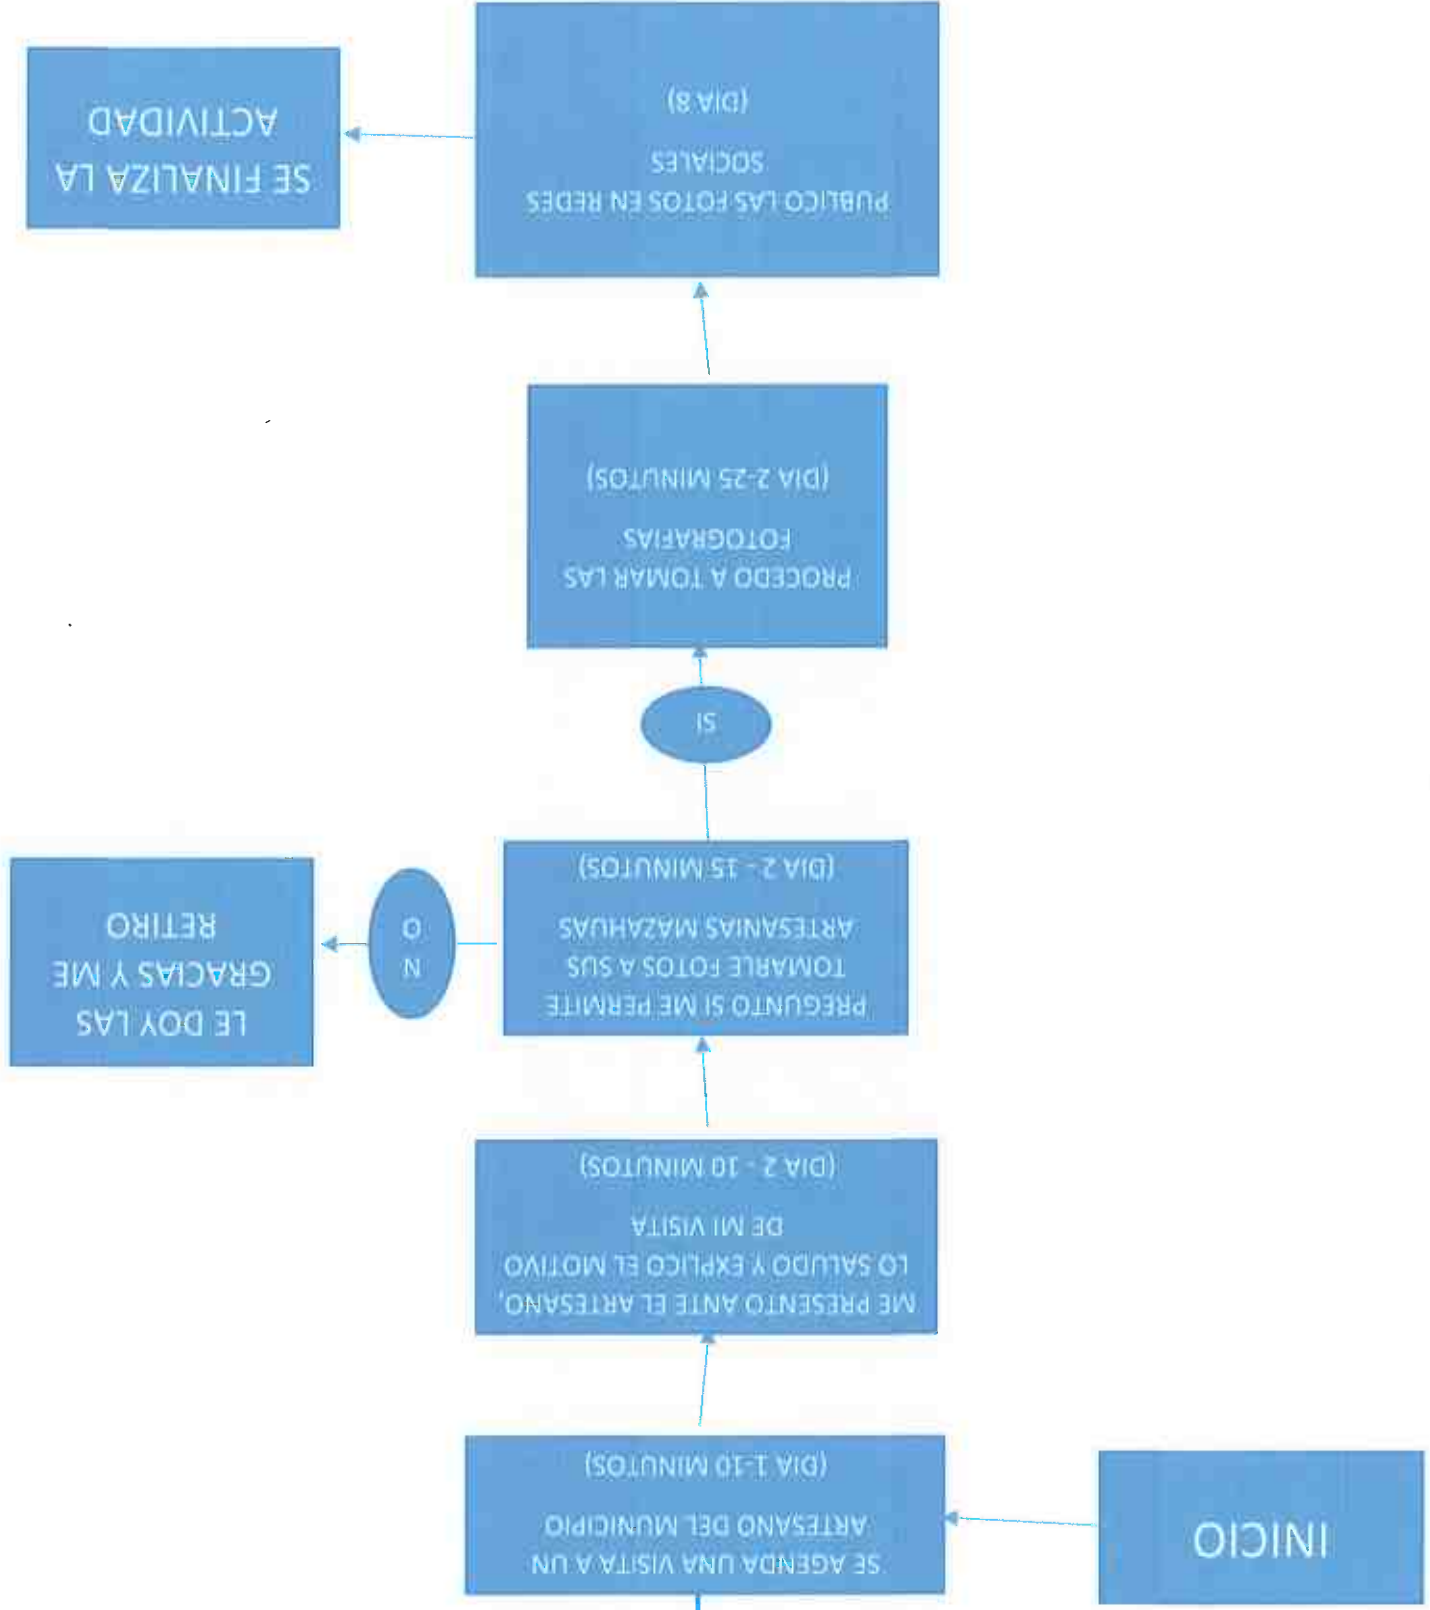 INICIO
SE AGENDA UNA VISITA A UN
ARTESANO DEL MUNICIPIO
(DIA 1-10 MINUTOS)
ME PRESENTO ANTE EL ARTESANO,
LO SALUDO Y EXPLICO EL MOTIVO
DE MI VISITA
(DIA 2 - 10 MINUTOS)
PREGUNTO SI ME PERMITE
TOMARLE FOTOS A SUS
ARTESANIAS MAZAHUAS
(DIA 2 - 15 MINUTOS)
N
O
LE DOY LAS
GRACIAS Y ME
RETIRO
SI
PROCEDO A TOMAR LAS
FOTOGRAFIAS
(DIA 2-25 MINUTOS)
PUBLICO LAS FOTOS EN REDES
SOCIALES
(DIA 8)
SE FINALIZA LA
ACTIVIDAD